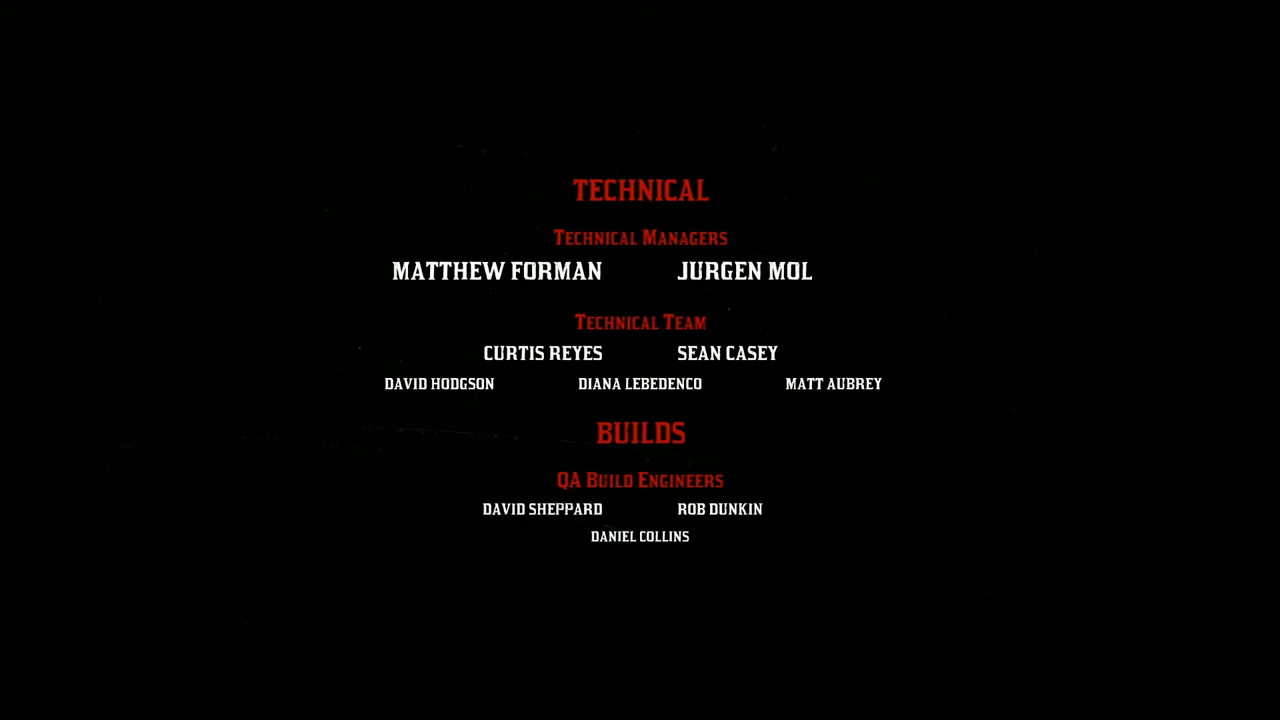 TECHNICAL
TECHNICAL MANAGERS
MATTHEW FORMAN JURGEN MOL
TECHNICAL TEAM
CURTIS REYES SEAN CASEY
DAVID HODGSON DIANA LEBEDENCO MATT AUBREY
BUILDS
QA BUILD ENGINEERS
DAVID SHEPPARD ROB DUNKIN
DANIEL COLLINS